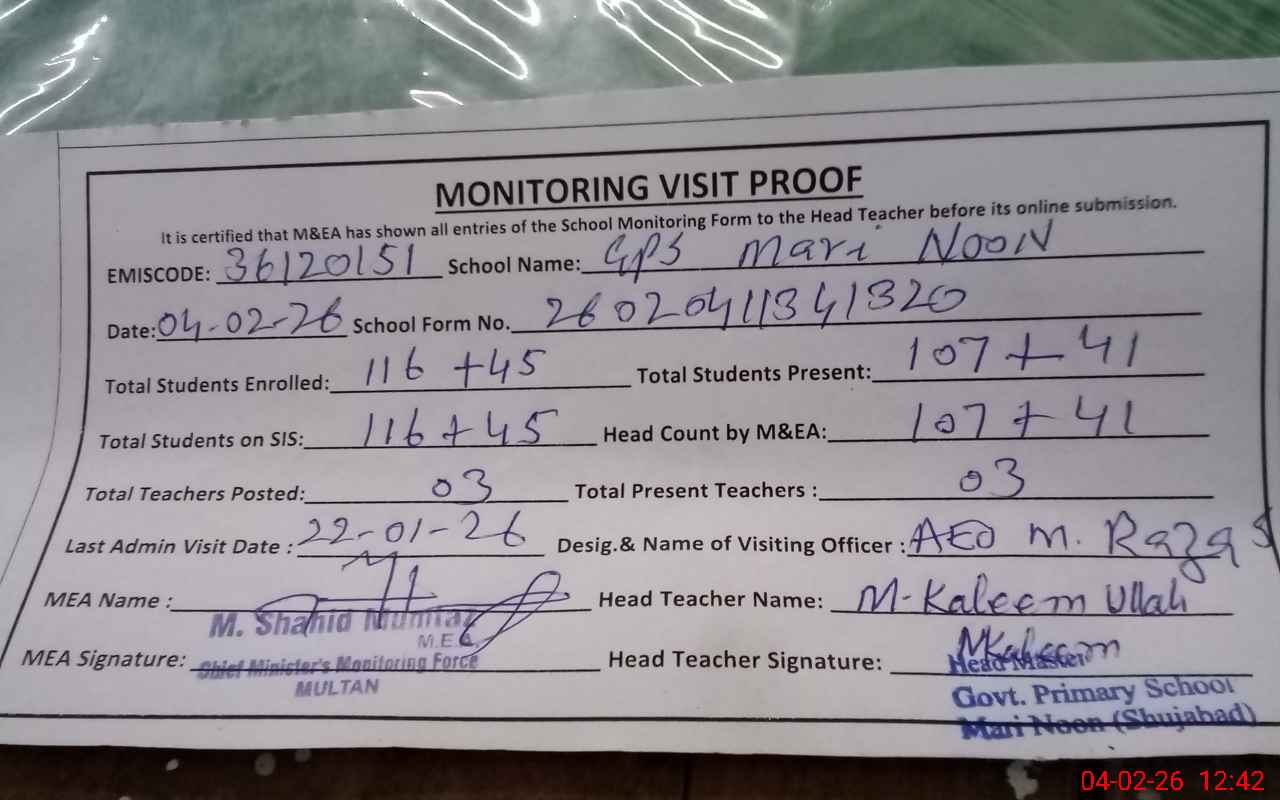 MONITORING VISIT PROOF
It is certified that M&EA has shown all entries of the School Monitoring Form to the Head Teacher before its online submission.
EMISCODE: 36120151 School Name: GPS Mari NOON
Date: 04-02-26 School Form No. 26020411341320
Total Students Enrolled: 116 + 45 Total Students Present: 107 + 41
Total Students on SIS: 116 + 45 Head Count by M&EA: 107 + 41
Total Teachers Posted: 03 Total Present Teachers : 03
Last Admin Visit Date : 22-01-26 Desig.& Name of Visiting Officer : AEO M. Raza S
MEA Name : Head Teacher Name: M-Kaleem Ullah
M. Shahid Mumtaz
M.E.A,
MEA Signature: Chief Minister's Monitoring Force Head Teacher Signature: MKaleem
MULTAN
Head Master
Govt. Primary School
Mari Noon (Shujabad)
04-02-26 12:42